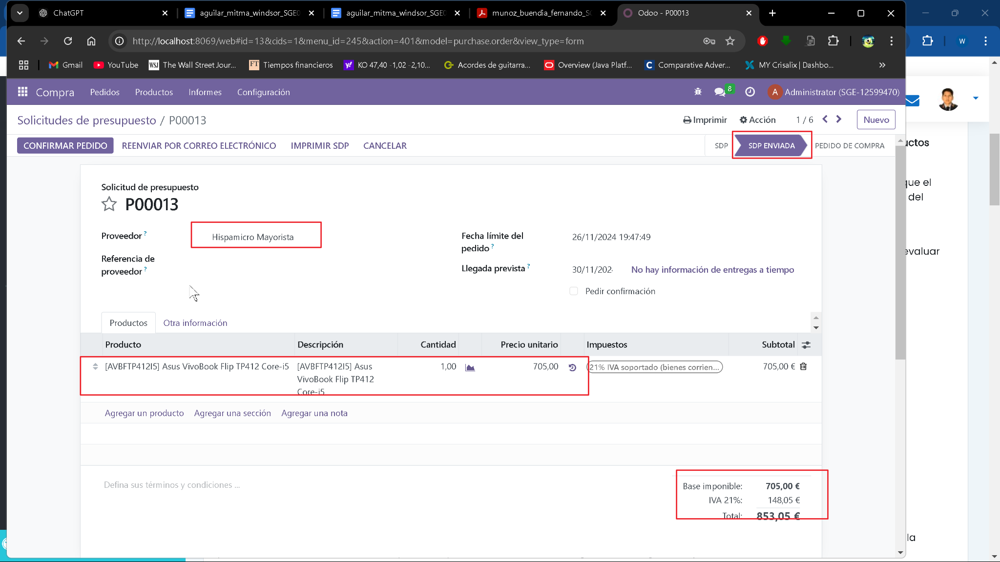 ChatGPT
aguilar_mitma_windsor_SGE0
aguilar_mitma_windsor_SGE0
munoz_buendia_fernando_SG
Odoo - P00013
http://localhost:8069/web#id=13&cids=1&menu_id=245&action=401&model=purchase.order&view_type=form
W
Gmail
YouTube
WSJ
The Wall Street Jour...
FT
Tiempos financieros
y!
KO 47,40 -1,02 -2,10...
Acordes de guitarra...
Overview (Java Platf...
C
Comparative Adver...
MY Crisalix | Dashbo...
»
Compra
Pedidos
Productos
Informes
Configuración
8
A
Administrator (SGE-12599470)
Solicitudes de presupuesto / P00013
Imprimir
Acción
1 / 6
Nuevo
CONFIRMAR PEDIDO
REENVIAR POR CORREO ELECTRÓNICO
IMPRIMIR SDP
CANCELAR
SDP
SDP ENVIADA
PEDIDO DE COMPRA
uctos
que el
del
evaluar
la
Solicitud de presupuesto
P00013
Proveedor ?
Hispamicro Mayorista
Referencia de
proveedor ?
Fecha límite del
pedido ?
26/11/2024 19:47:49
Llegada prevista ?
30/11/202
No hay información de entregas a tiempo
Pedir confirmación
Productos
Otra información
Producto
Descripción
Cantidad
Precio unitario
Impuestos
Subtotal
[AVBFTP412I5] Asus VivoBook Flip TP412 Core-i5
[AVBFTP412I5] Asus
VivoBook Flip TP412
Core-i5
1,00
705,00
21% IVA soportado (bienes corrien...
705,00 €
Agregar un producto
Agregar una sección
Agregar una nota
Defina sus términos y condiciones ...
Base imponible: 705,00 €
IVA 21%: 148,05 €
Total: 853,05 €